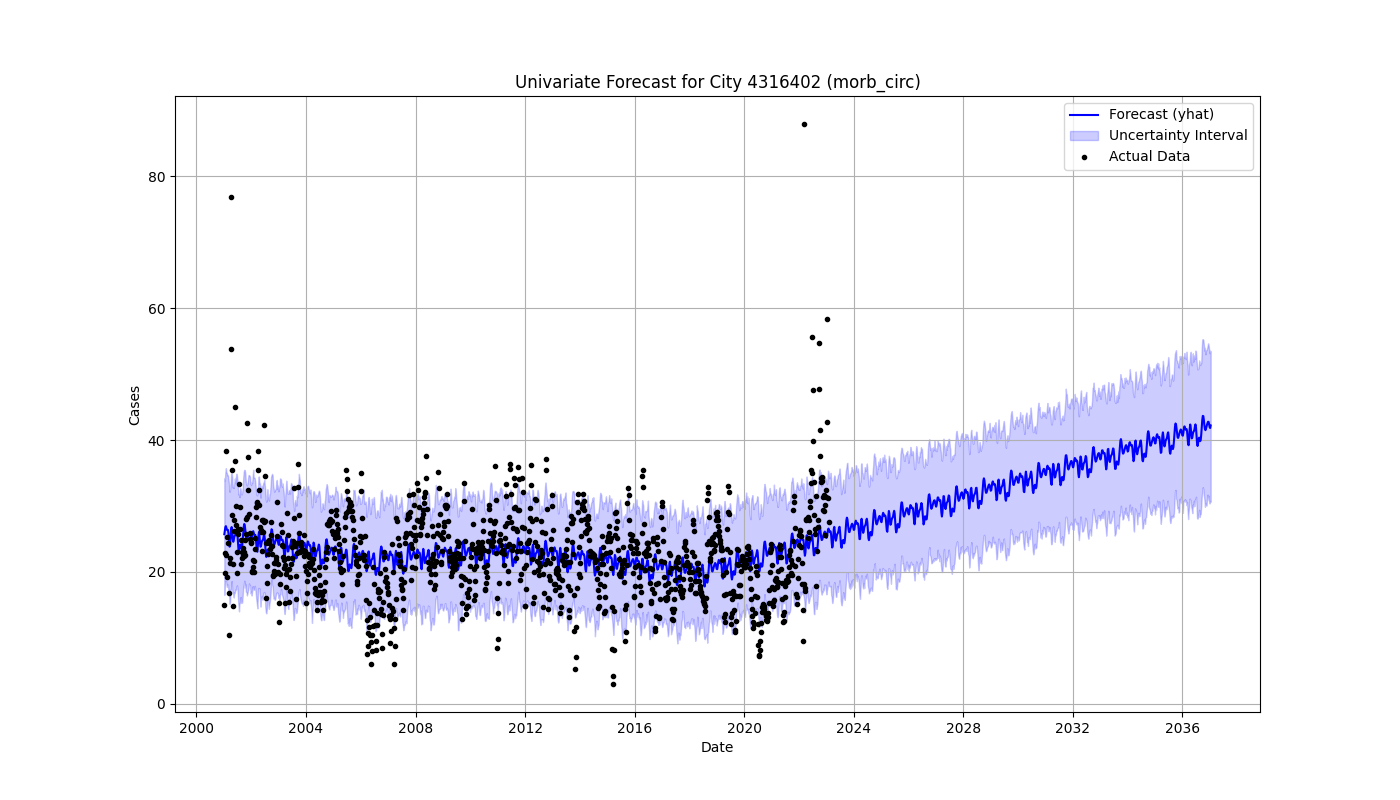 Univariate Forecast for City 4316402 (morb_circ)
Forecast (yhat)
Uncertainty Interval
Actual Data
Cases
80
60
40
20
0
2000 2004 2008 2012 2016 2020 2024 2028 2032 2036
Date